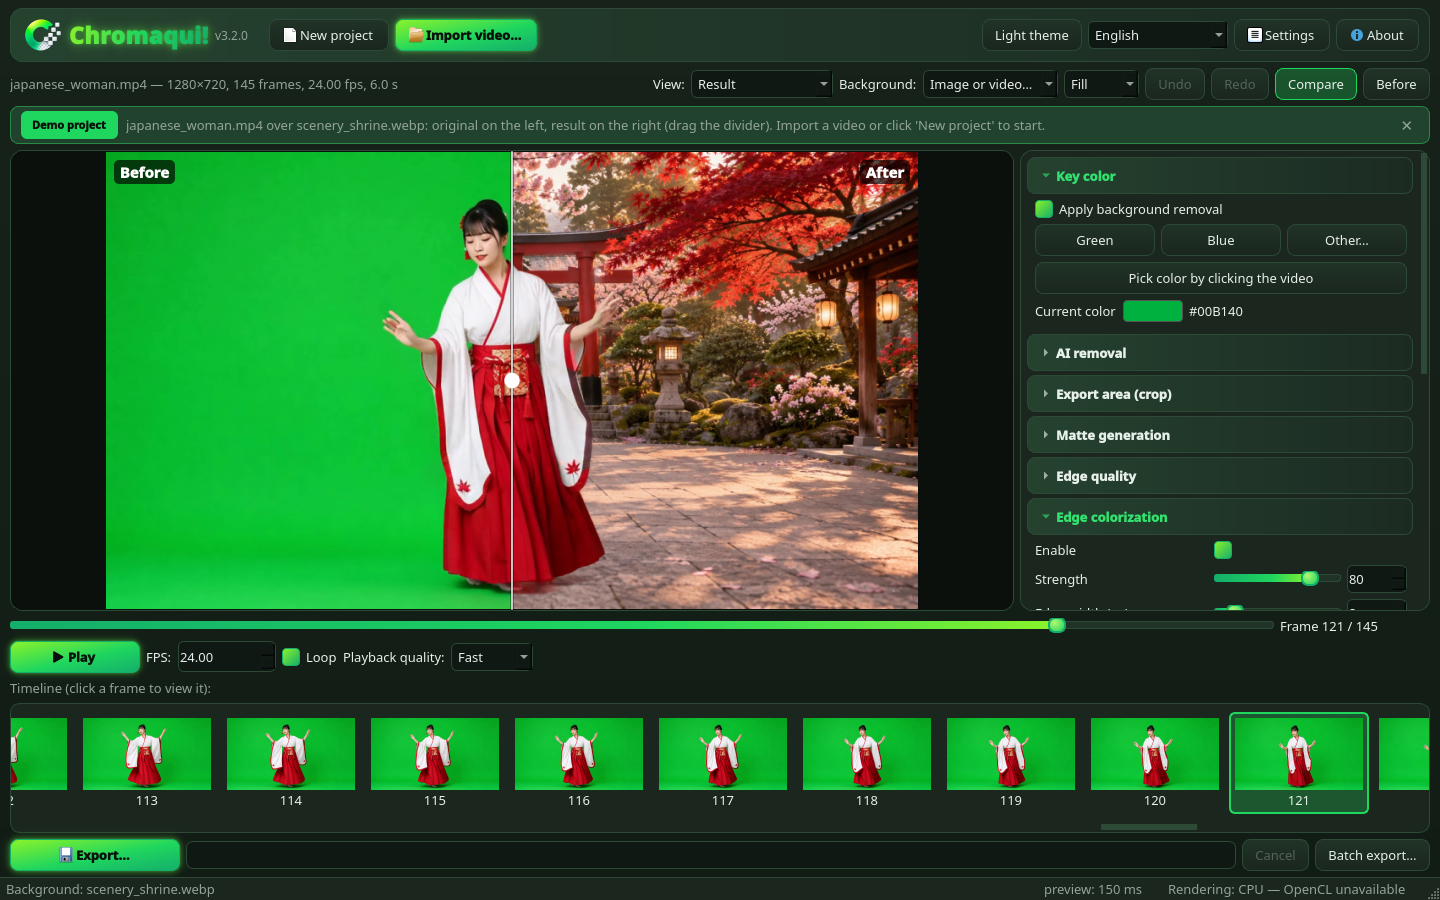 Chromaqui! v3.2.0 New project Import video... Light theme English Settings About
japanese_woman.mp4 — 1280×720, 145 frames, 24.00 fps, 6.0 s View: Result Background: Image or video... Fill Undo Redo Compare Before
Demo project japanese_woman.mp4 over scenery_shrine.webp: original on the left, result on the right (drag the divider). Import a video or click 'New project' to start. ✕
Before After
Key color
Apply background removal
Green Blue Other...
Pick color by clicking the video
Current color #00B140
AI removal
Export area (crop)
Matte generation
Edge quality
Edge colorization
Enable
Strength 80
Frame 121 / 145
Play FPS: 24.00 Loop Playback quality: Fast
Timeline (click a frame to view it):
113 114 115 116 117 118 119 120 121
Export... Cancel Batch export...
Background: scenery_shrine.webp preview: 150 ms Rendering: CPU — OpenCL unavailable